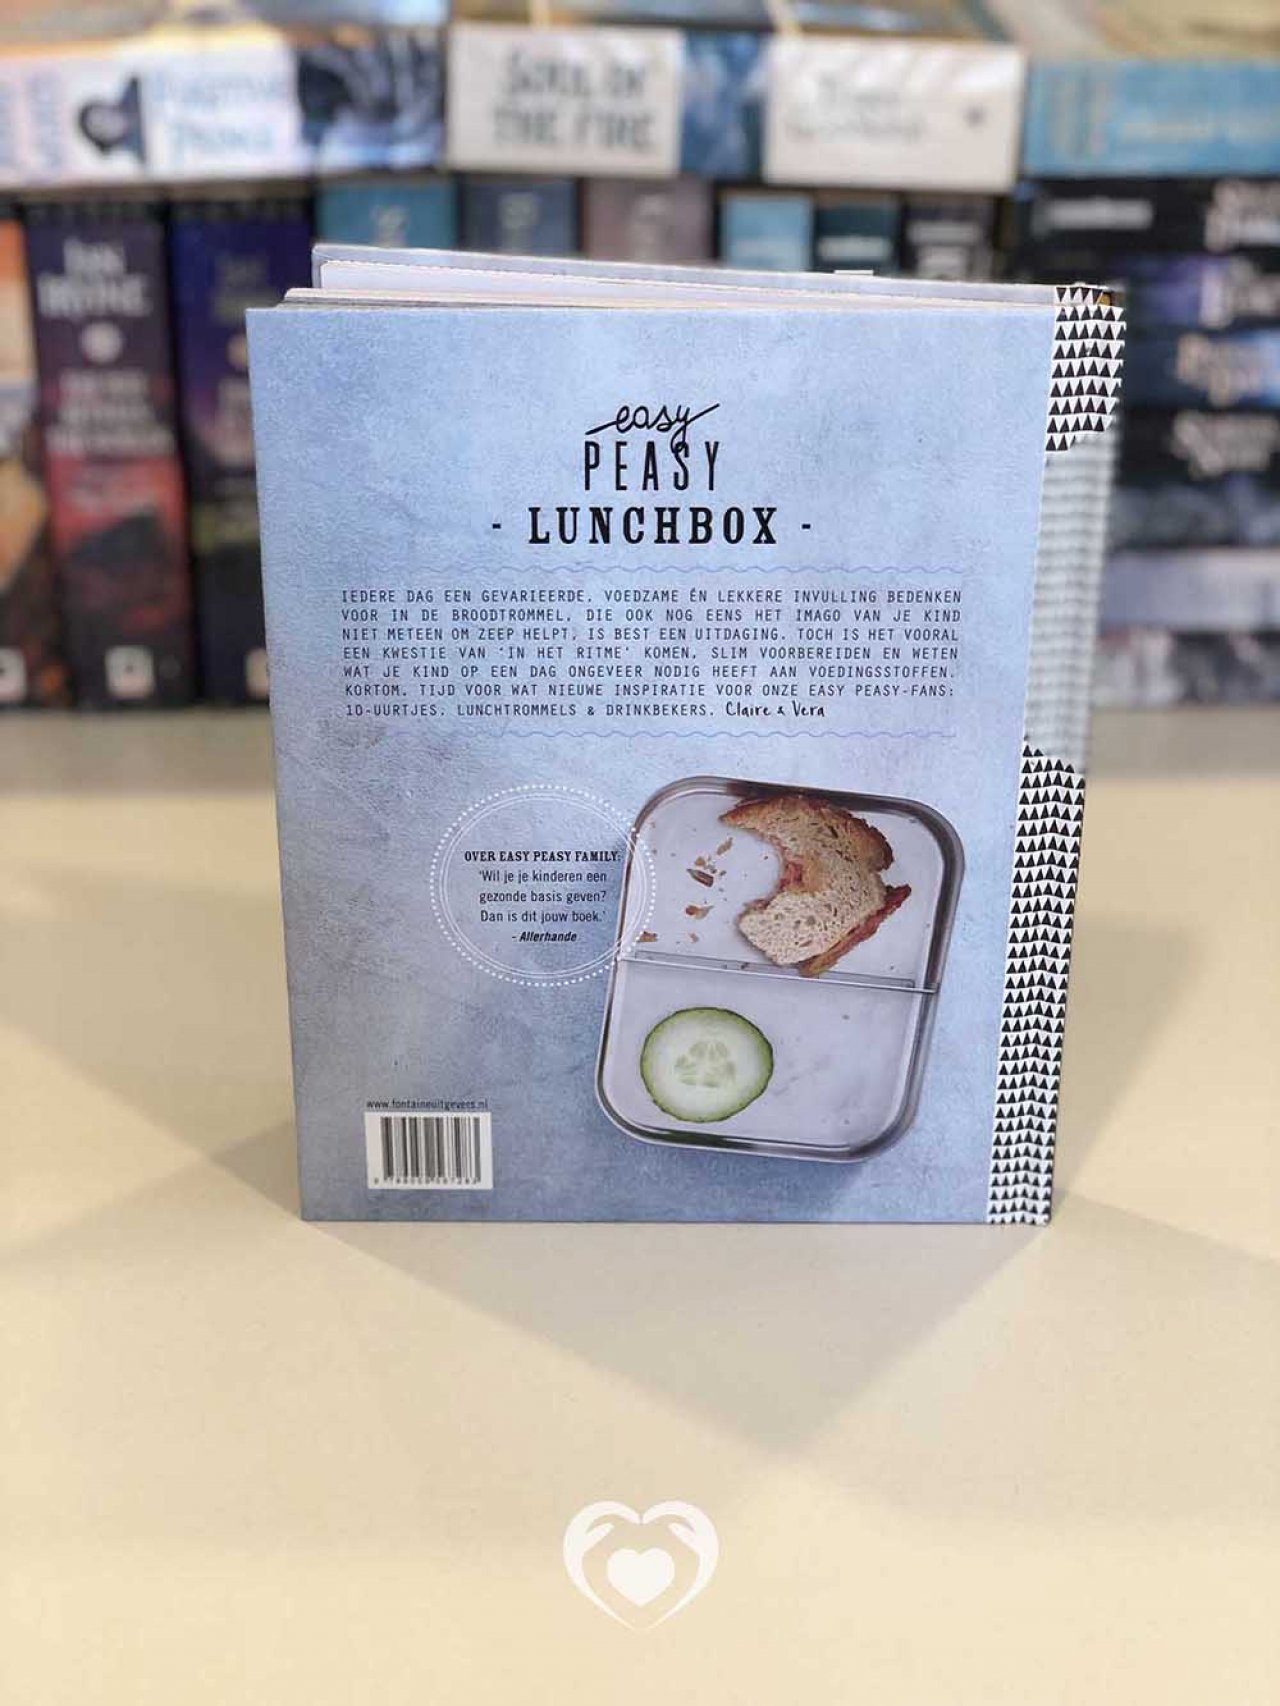 SOUL IN
THE FIRE
easy
PEASY
- LUNCHBOX -
IEDERE DAG EEN GEVARIEERDE, VOEDZAME ÉN LEKKERE INVULLING BEDENKEN
VOOR IN DE BROODTROMMEL, DIE OOK NOG EENS HET IMAGO VAN JE KIND
NIET METEEN OM ZEEP HELPT, IS BEST EEN UITDAGING. TOCH IS HET VOORAL
EEN KWESTIE VAN 'IN HET RITME' KOMEN, SLIM VOORBEREIDEN EN WETEN
WAT JE KIND OP EEN DAG ONGEVEER NODIG HEEFT AAN VOEDINGSSTOFFEN.
KORTOM, TIJD VOOR WAT NIEUWE INSPIRATIE VOOR ONZE EASY PEASY-FANS:
10-UURTJES, LUNCHTROMMELS & DRINKBEKERS. Claire & Vera
OVER EASY PEASY FAMILY:
'Wil je je kinderen een
gezonde basis geven?
Dan is dit jouw boek.'
- Allerhande
www.fontaineuitgevers.nl